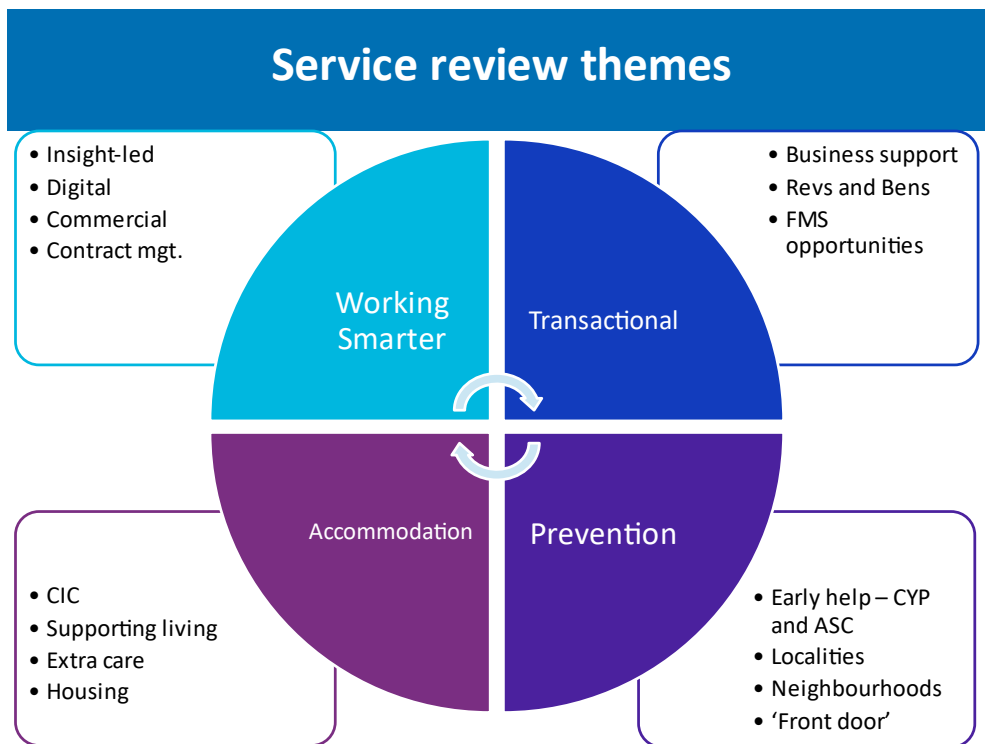 Service review themes
• Insight-led
• Digital
• Commercial
• Contract mgt.
• Business support
• Revs and Bens
• FMS
opportunities
Working
Smarter
Transactional
Accommodation
Prevention
• CIC
• Supporting living
• Extra care
• Housing
• Early help – CYP
and ASC
• Localities
• Neighbourhoods
• ‘Front door’